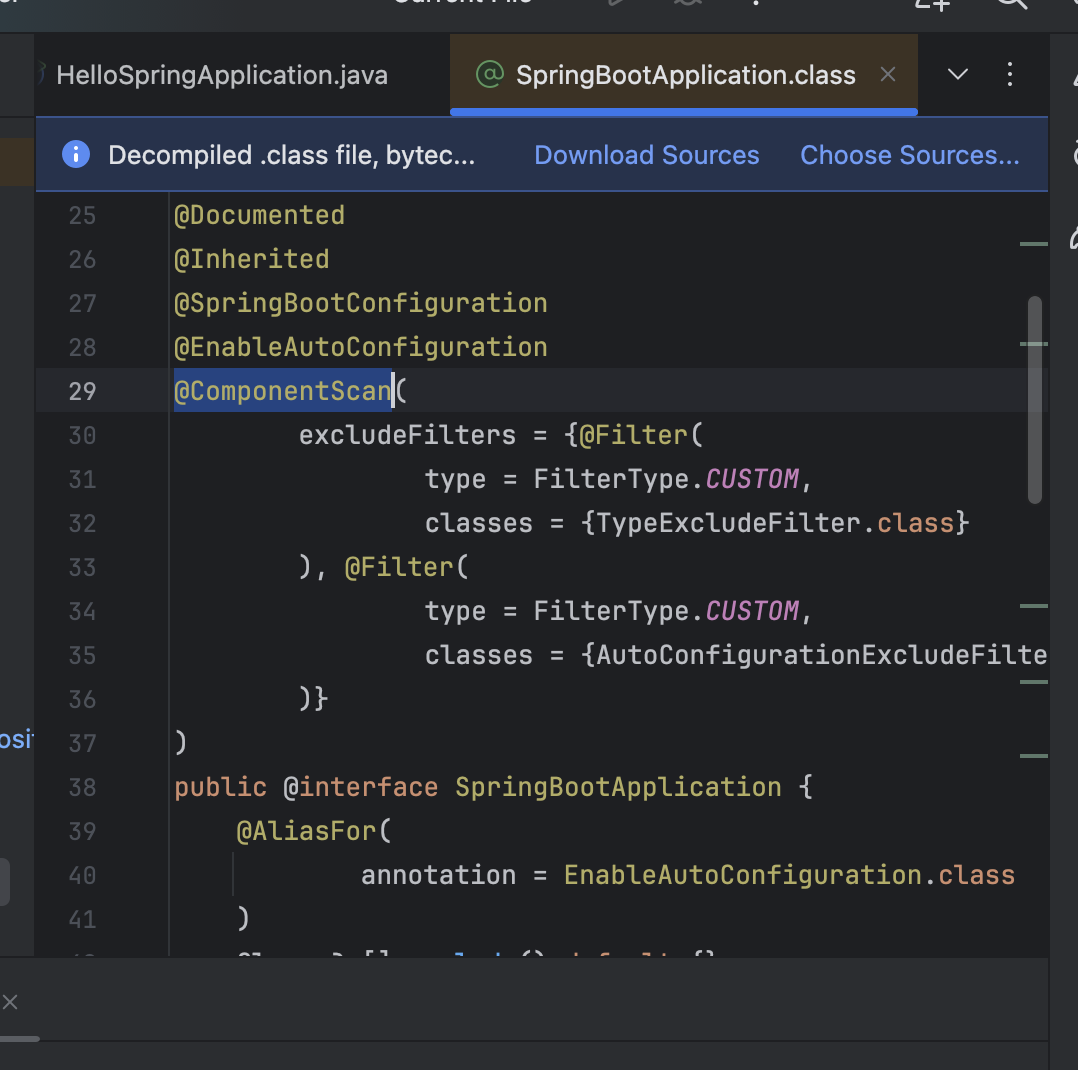 HelloSpringApplication.java
SpringBootApplication.class
Decompiled .class file, bytec... Download Sources Choose Sources...
25 @Documented
26 @Inherited
27 @SpringBootConfiguration
28 @EnableAutoConfiguration
29 @ComponentScan(
30 excludeFilters = {@Filter(
31 type = FilterType.CUSTOM,
32 classes = {TypeExcludeFilter.class}
33 ), @Filter(
34 type = FilterType.CUSTOM,
35 classes = {AutoConfigurationExcludeFilte
36 )}
37 )
38 public @interface SpringBootApplication {
39 @AliasFor(
40 annotation = EnableAutoConfiguration.class
41 )